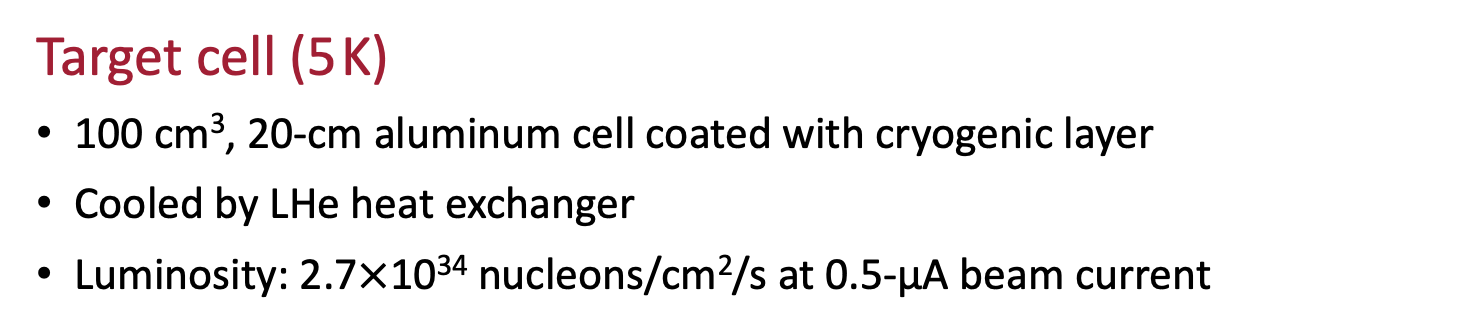 Target cell (5 K)
• 100 cm³, 20-cm aluminum cell coated with cryogenic layer
• Cooled by LHe heat exchanger
• Luminosity: 2.7×10³⁴ nucleons/cm²/s at 0.5-µA beam current